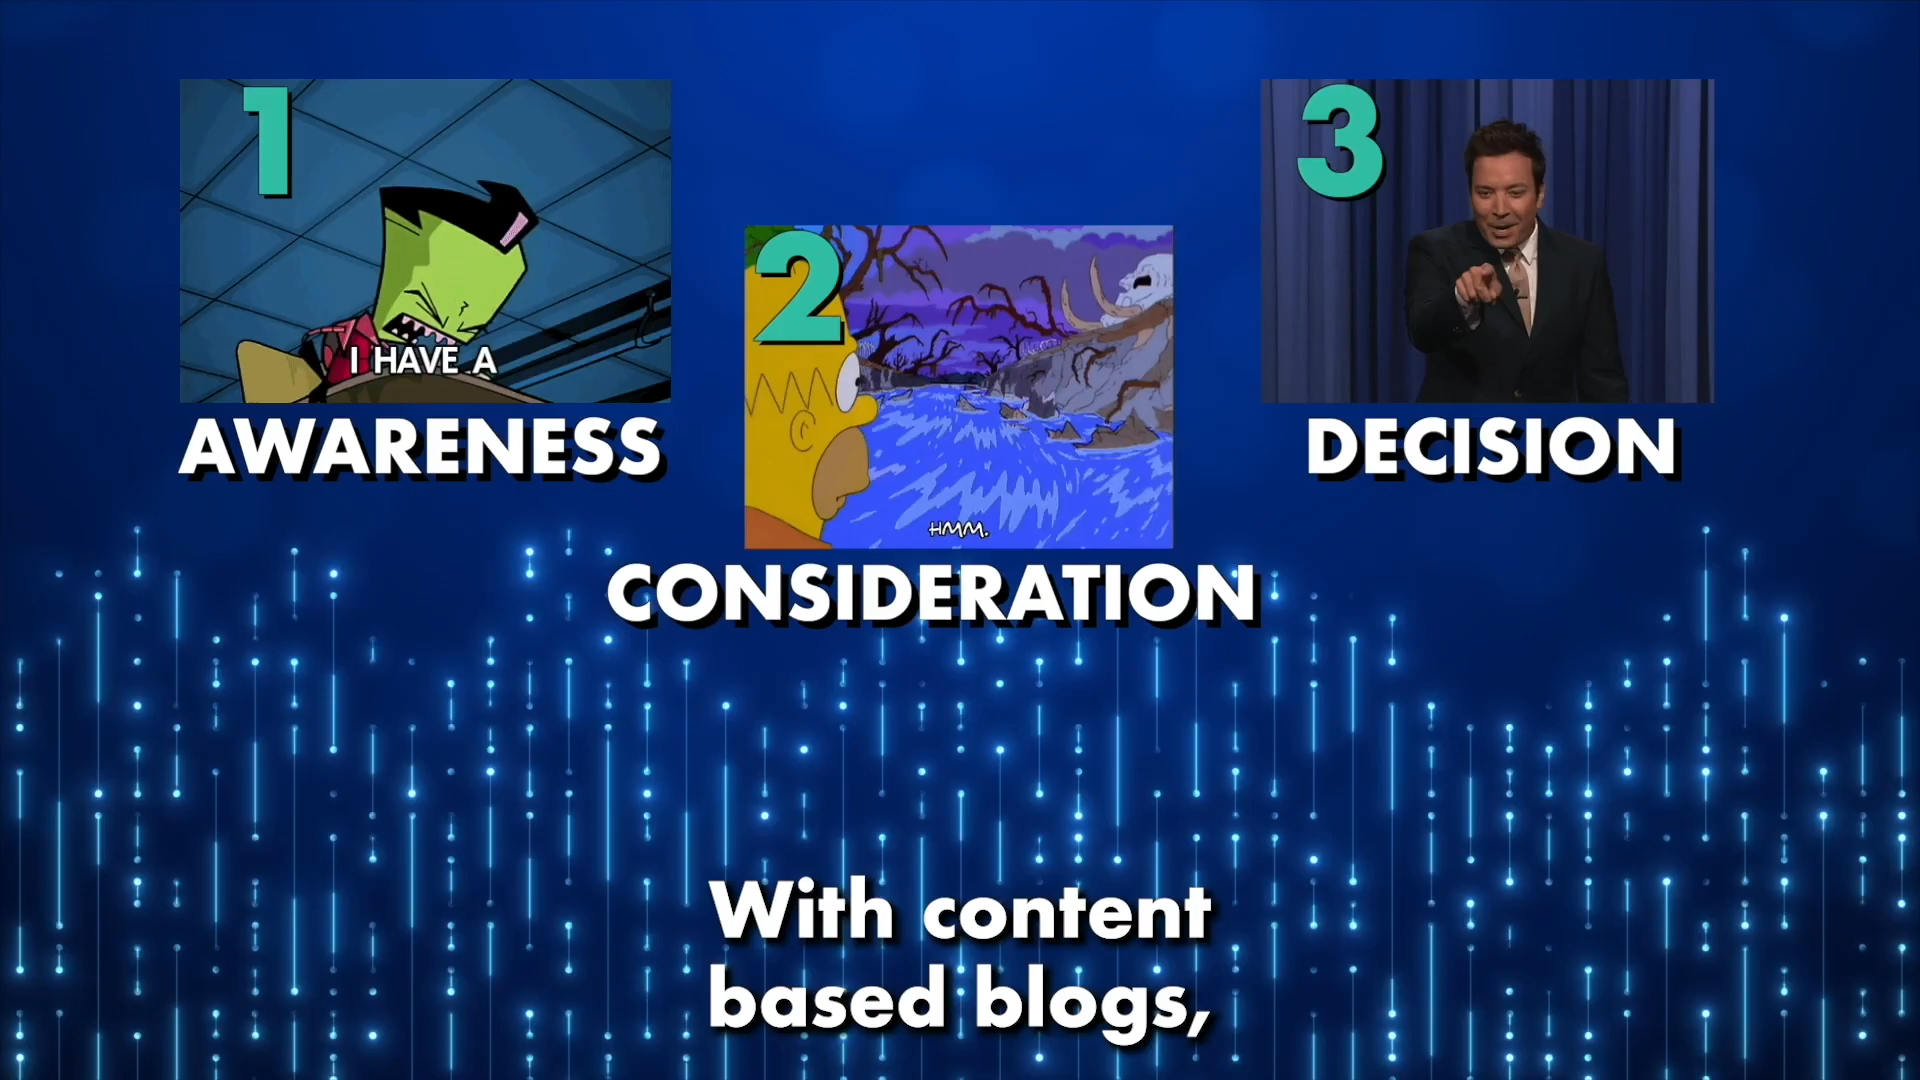 1
I HAVE A
AWARENESS
2
HMM.
CONSIDERATION
3
DECISION
With content
based blogs,